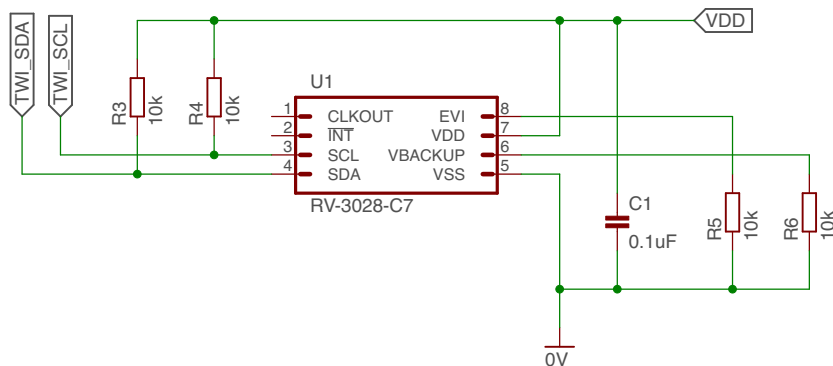 TWI_SDA
TWI_SCL
VDD
R3
10k
R4
10k
U1
1 CLKOUT EVI 8
2 INT VDD 7
3 SCL VBACKUP 6
4 SDA VSS 5
RV-3028-C7
C1
0.1uF
R5
10k
R6
10k
0V